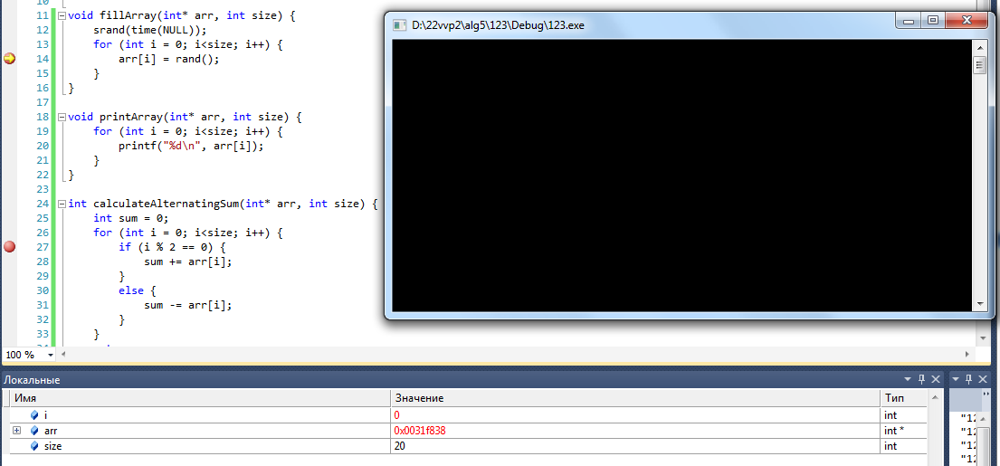 10
11 void fillArray(int* arr, int size) {
12 srand(time(NULL));
13 for (int i = 0; i<size; i++) {
14 arr[i] = rand();
15 }
16 }
17
18 void printArray(int* arr, int size) {
19 for (int i = 0; i<size; i++) {
20 printf("%d\n", arr[i]);
21 }
22 }
23
24 int calculateAlternatingSum(int* arr, int size) {
25 int sum = 0;
26 for (int i = 0; i<size; i++) {
27 if (i % 2 == 0) {
28 sum += arr[i];
29 }
30 else {
31 sum -= arr[i];
32 }
33 }
D:\22vvp2\alg5\123\Debug\123.exe
100 %
Локальные
Имя Значение Тип
i 0 int
arr 0x0031f838 int *
size 20 int
"12
"12
"12
"12